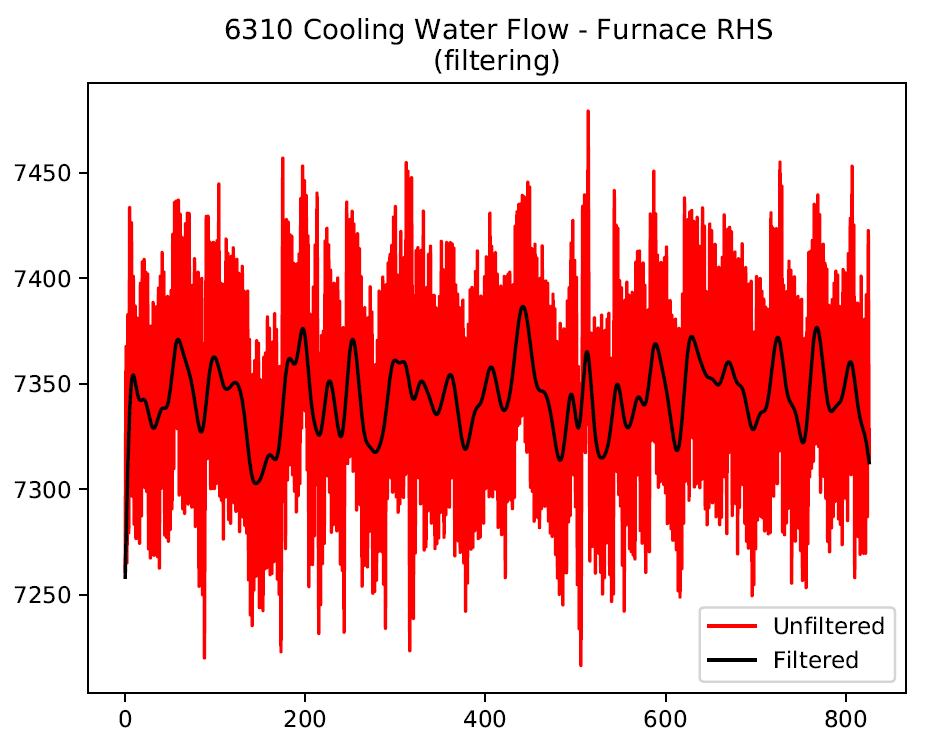 6310 Cooling Water Flow - Furnace RHS
(filtering)
7450
7400
7350
7300
7250
Unfiltered
Filtered
0 200 400 600 800